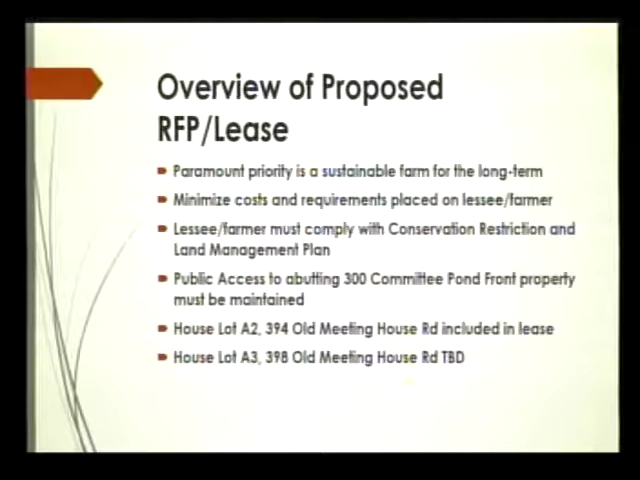 Overview of Proposed
RFP/Lease
Paramount priority is a sustainable farm for the long-term
Minimize costs and requirements placed on lessee/farmer
Lessee/farmer must comply with Conservation Restriction and
Land Management Plan
Public Access to abutting 300 Committee Pond Front property
must be maintained
House Lot A2, 394 Old Meeting House Rd included in lease
House Lot A3, 398 Old Meeting House Rd TBD